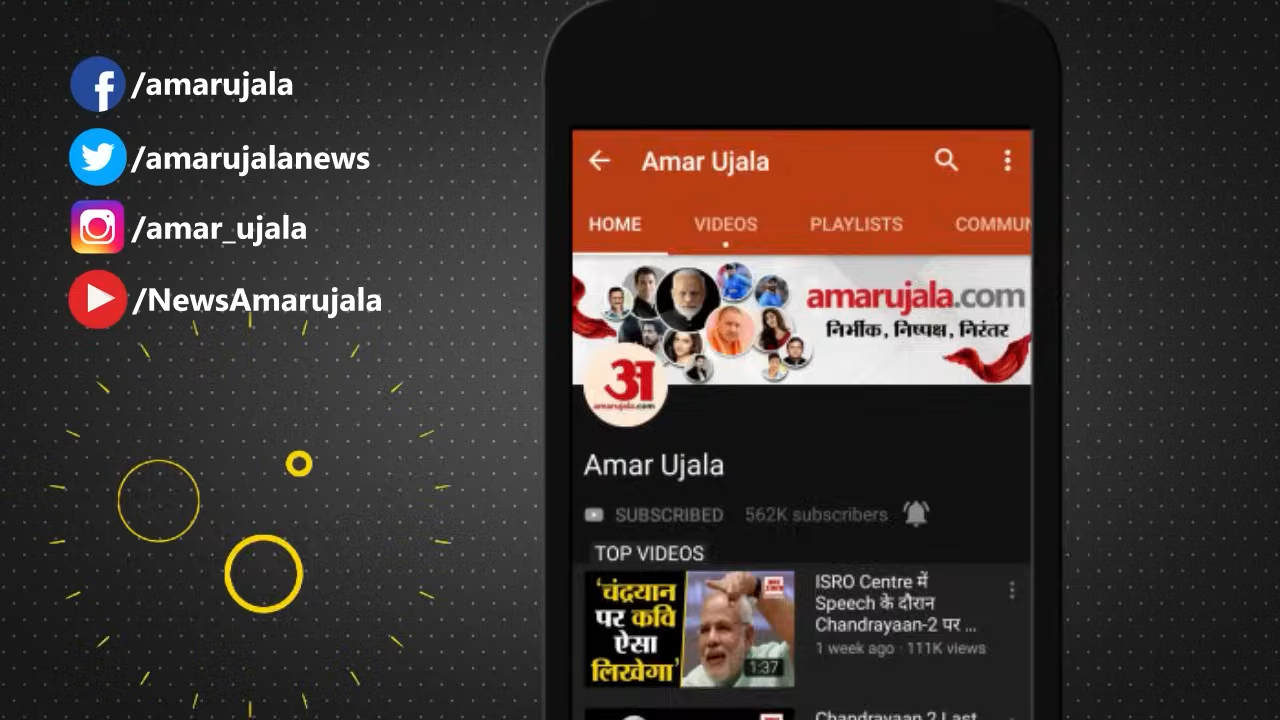 /amarujala
/amarujalanews
/amar_ujala
/NewsAmarujala
Amar Ujala
HOME VIDEOS PLAYLISTS COMMUN
amarujala.com
निर्भीक, निष्पक्ष, निरंतर
अ
amarujala.com
Amar Ujala
SUBSCRIBED 562K subscribers
TOP VIDEOS
'चंद्रयान
पर कवि
ऐसा
लिखेगा'
1:37
ISRO Centre में
Speech के दौरान
Chandrayaan-2 पर ...
1 week ago · 111K views
Chandrayaan 2 Last